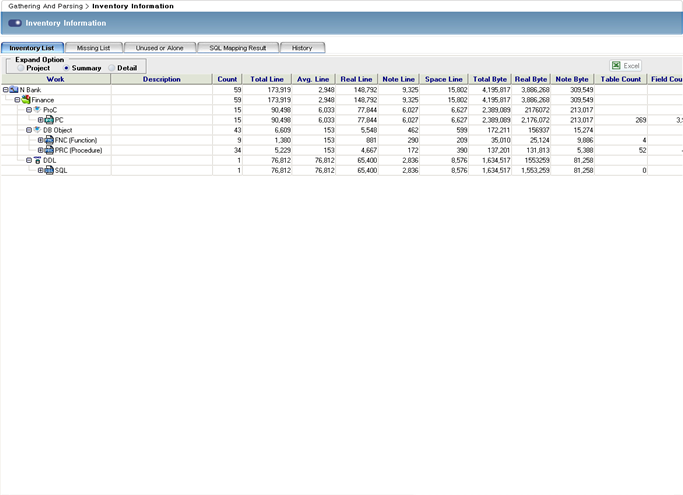 Gathering And Parsing > Inventory Information
Inventory Information
Inventory List Missing List Unused or Alone SQL Mapping Result History
Expand Option
Project Summary Detail
Excel
Work Description Count Total Line Avg. Line Real Line Note Line Space Line Total Byte Real Byte Note Byte Table Count Field Cou
N Bank 59 173,919 2,948 148,792 9,325 15,802 4,195,817 3,886,268 309,549
Finance 59 173,919 2,948 148,792 9,325 15,802 4,195,817 3,886,268 309,549
ProC 15 90,498 6,033 77,844 6,027 6,627 2,389,089 2176072 213,017
PC 15 90,498 6,033 77,844 6,027 6,627 2,389,089 2,176,072 213,017 269
DB Object 43 6,609 153 5,548 462 599 172,211 156937 15,274
FNC (Function) 9 1,380 153 881 290 209 35,010 25,124 9,886 4
PRC (Procedure) 34 5,229 153 4,667 172 390 137,201 131,813 5,388 52
DDL 1 76,812 76,812 65,400 2,836 8,576 1,634,517 1553259 81,258
SQL 1 76,812 76,812 65,400 2,836 8,576 1,634,517 1,553,259 81,258 0